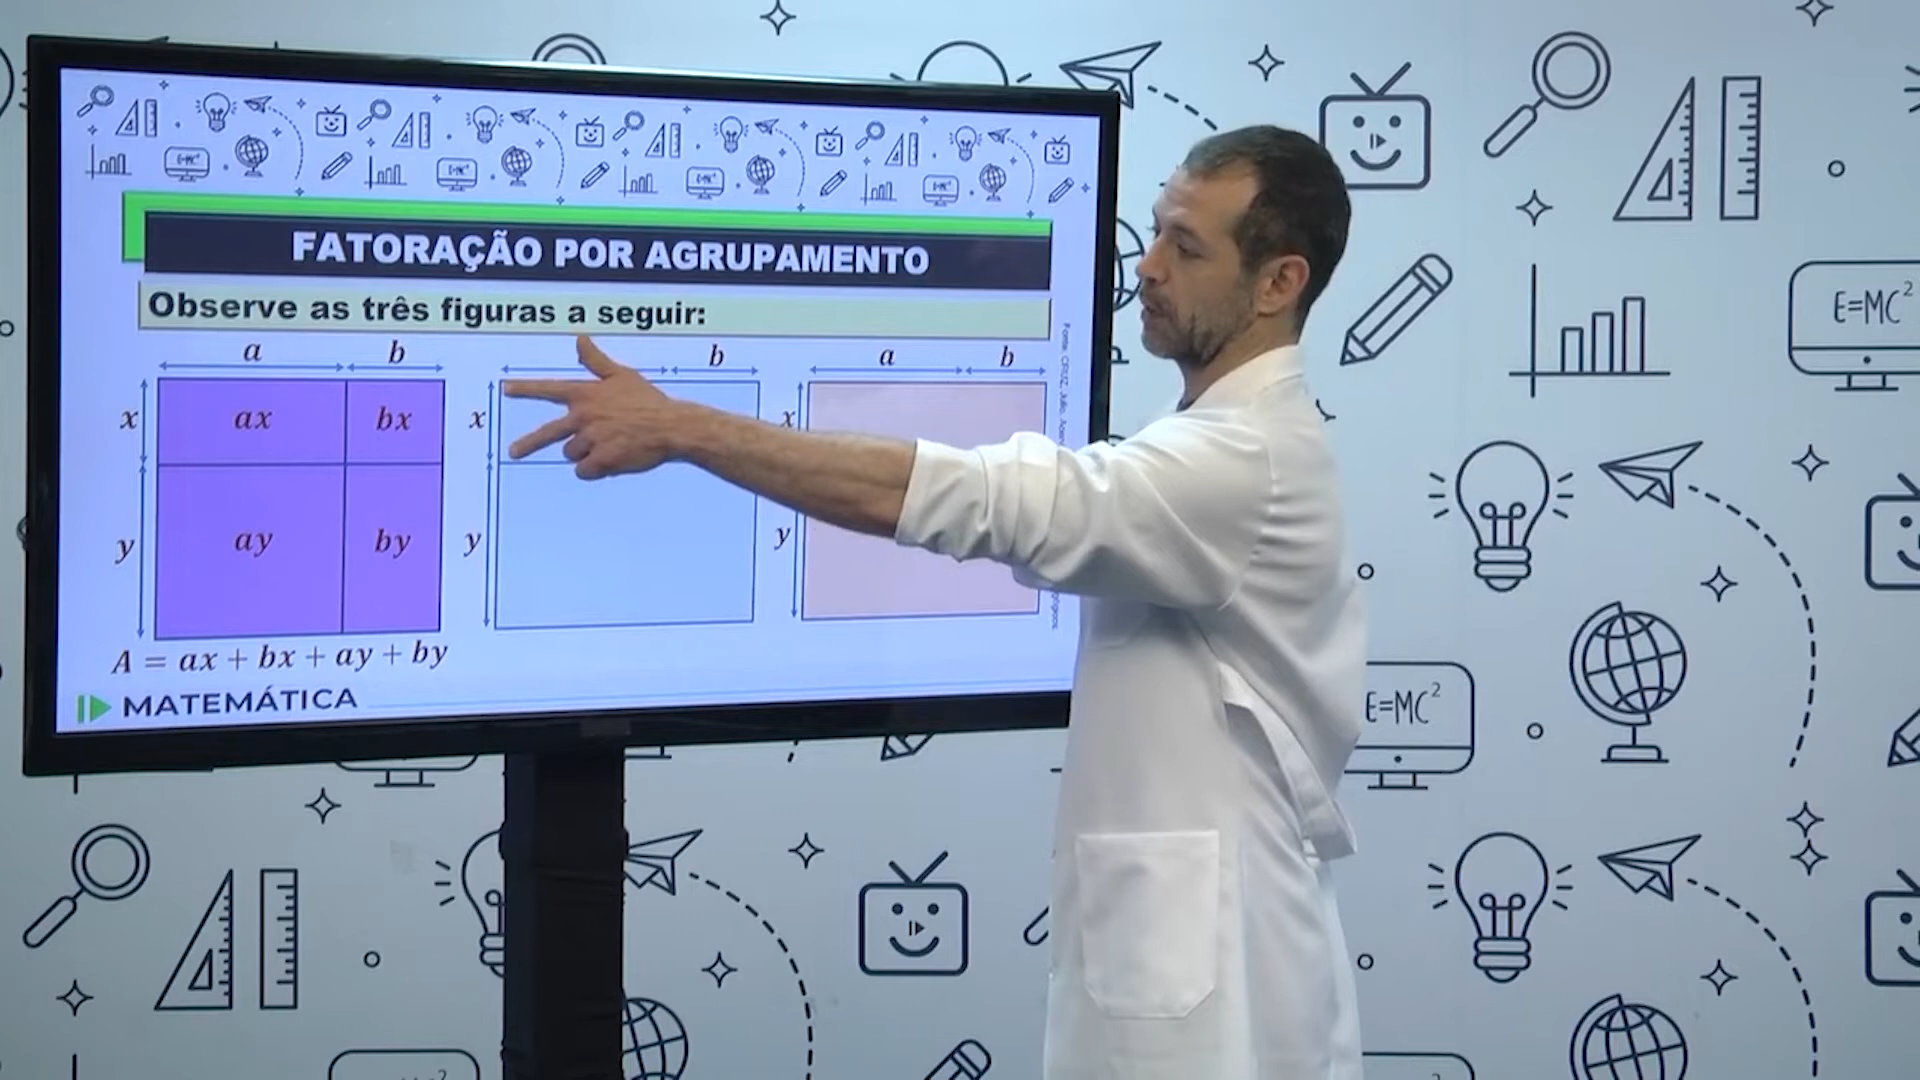 FATORAÇÃO POR AGRUPAMENTO
Observe as três figuras a seguir:
a b
b
a b
x ax bx
x
x
y ay by
y
y
A = ax + bx + ay + by
MATEMÁTICA
E=MC²
E=MC²